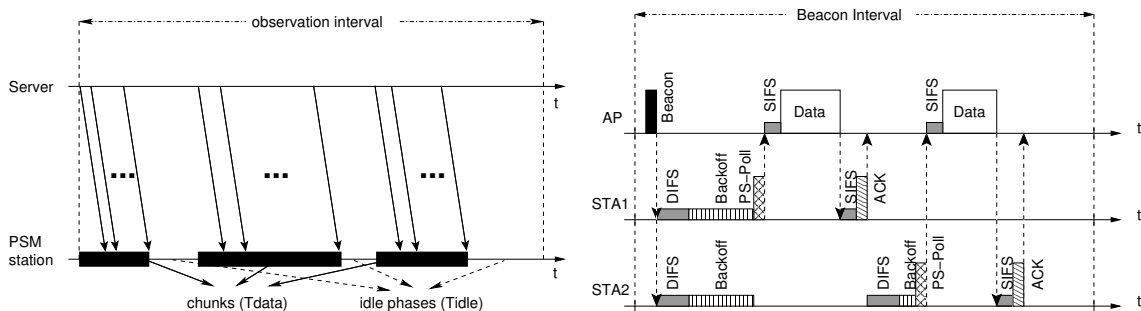 observation interval
Server
t
...
...
...
PSM
station
t
chunks (Tdata)
idle phases (Tidle)
Beacon Interval
AP
Beacon
SIFS
Data
SIFS
Data
t
STA1
DIFS
Backoff
PS−Poll
SIFS
ACK
t
STA2
DIFS
Backoff
DIFS
Backoff
PS−Poll
SIFS
ACK
t